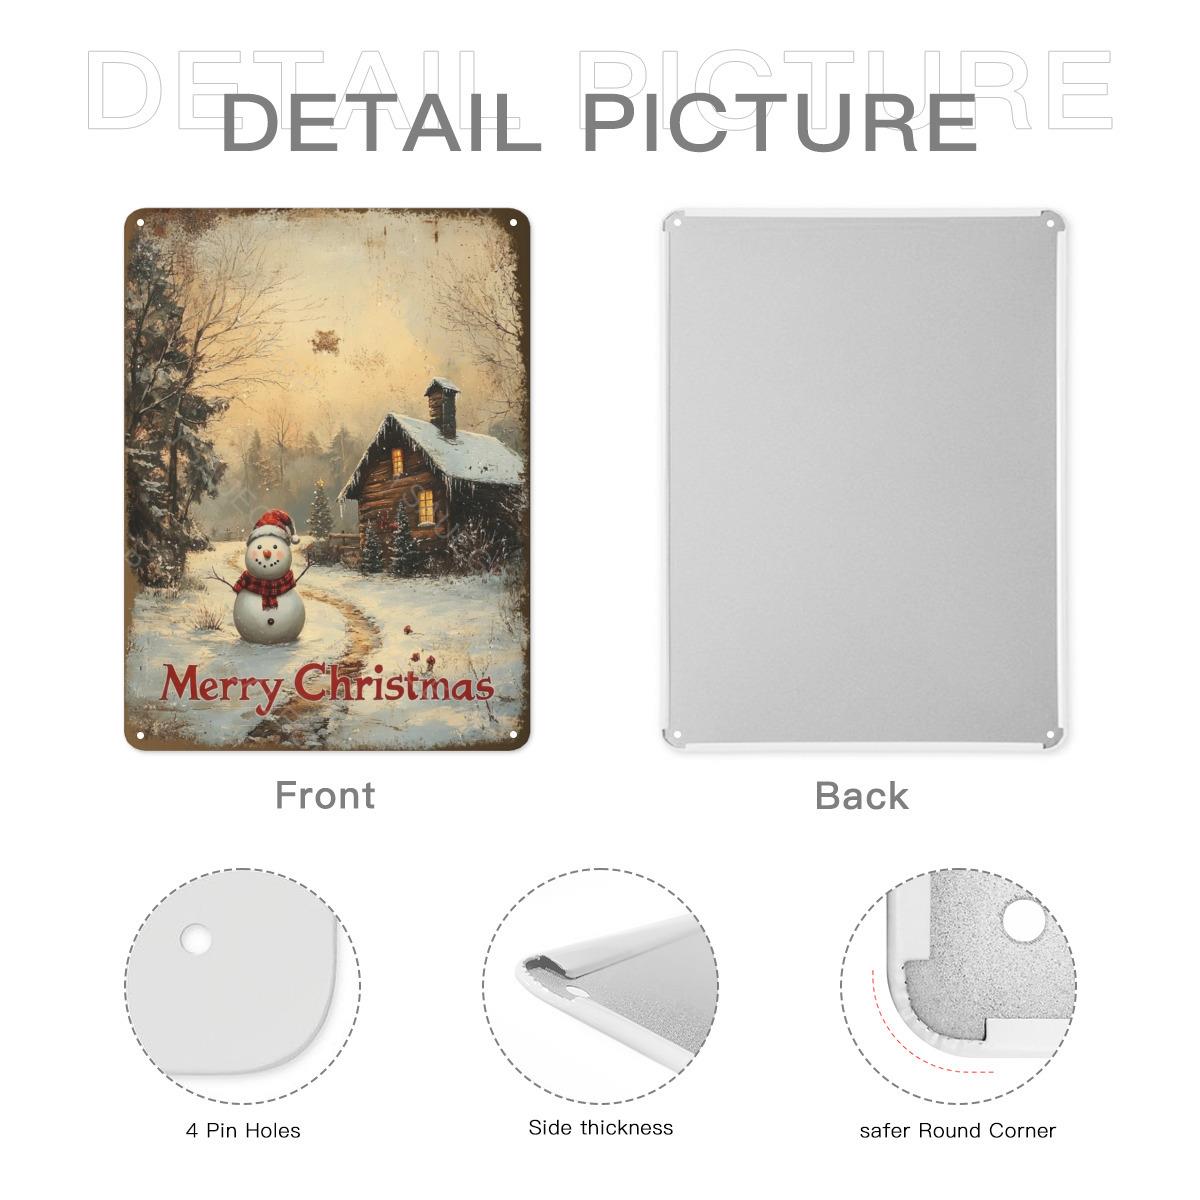 DETAIL PICTURE
DETAIL PICTURE
Merry Christmas
Front
Back
4 Pin Holes
Side thickness
safer Round Corner